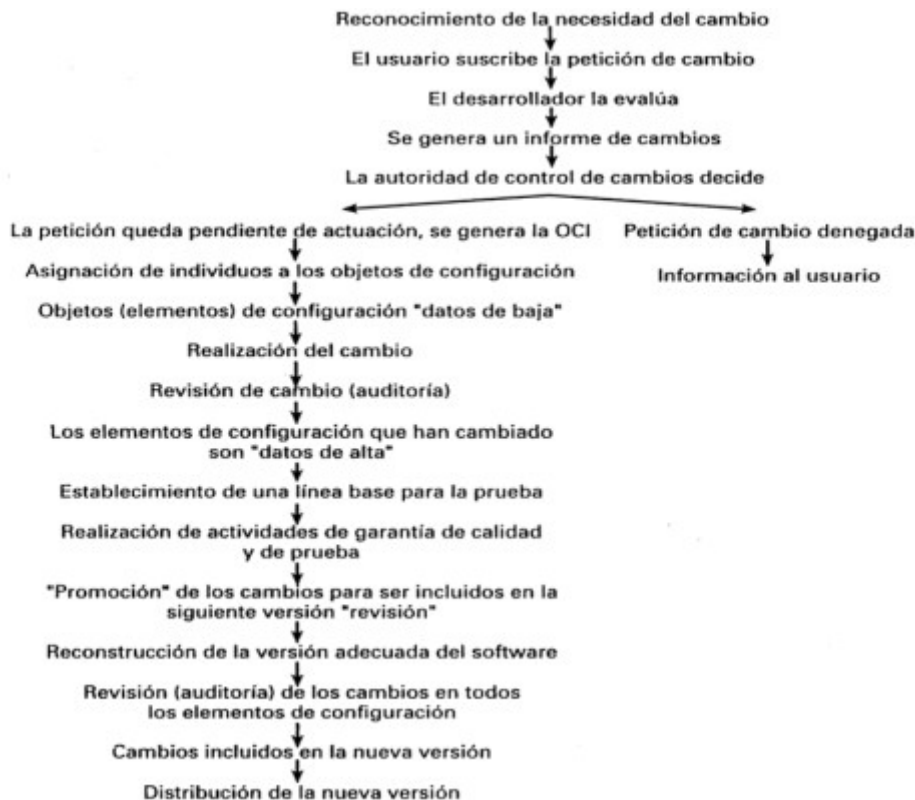 Reconocimiento de la necesidad del cambio
El usuario suscribe la petición de cambio
El desarrollador la evalúa
Se genera un informe de cambios
La autoridad de control de cambios decide
La petición queda pendiente de actuación, se genera la OCI
Petición de cambio denegada
Asignación de individuos a los objetos de configuración
Información al usuario
Objetos (elementos) de configuración "datos de baja"
Realización del cambio
Revisión de cambio (auditoría)
Los elementos de configuración que han cambiado
son "datos de alta"
Establecimiento de una línea base para la prueba
Realización de actividades de garantía de calidad
y de prueba
"Promoción" de los cambios para ser incluidos en la
siguiente versión "revisión"
Reconstrucción de la versión adecuada del software
Revisión (auditoría) de los cambios en todos
los elementos de configuración
Cambios incluidos en la nueva versión
Distribución de la nueva versión